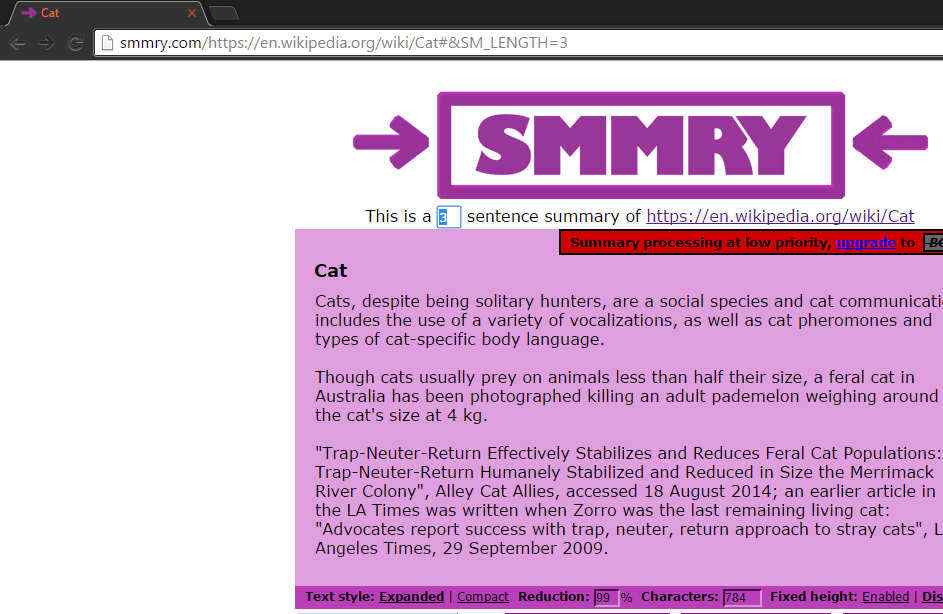 Cat
smmry.com/https://en.wikipedia.org/wiki/Cat#&SM_LENGTH=3
SMMRY
This is a 3 sentence summary of https://en.wikipedia.org/wiki/Cat
Summary processing at low priority, upgrade to
Cat
Cats, despite being solitary hunters, are a social species and cat communicati
includes the use of a variety of vocalizations, as well as cat pheromones and
types of cat-specific body language.
Though cats usually prey on animals less than half their size, a feral cat in
Australia has been photographed killing an adult pademelon weighing around
the cat's size at 4 kg.
"Trap-Neuter-Return Effectively Stabilizes and Reduces Feral Cat Populations:
Trap-Neuter-Return Humanely Stabilized and Reduced in Size the Merrimack
River Colony", Alley Cat Allies, accessed 18 August 2014; an earlier article in
the LA Times was written when Zorro was the last remaining living cat:
"Advocates report success with trap, neuter, return approach to stray cats", L
Angeles Times, 29 September 2009.
Text style: Expanded | Compact Reduction: 99 % Characters: 784 Fixed height: Enabled | Dis